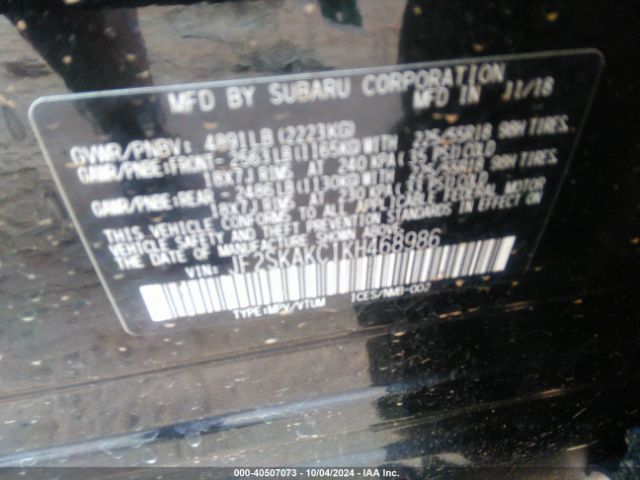 MFD BY SUBARU CORPORATION
MFD IN 11/18
GVWR/PNBV: 4891LB(2223KG)
GAWR/PNBE:FRONT- 2563LB(1165KG)WITH 225/55R18 98H TIRES.
18x7J RIMS AT 240 KPA(35 PSI)COLD
GAWR/PNBE:REAR - 2486LB(1130KG)WITH 225/55R18 98H TIRES.
18x7J RIMS AT 230 KPA(33 PSI)COLD
THIS VEHICLE CONFORMS TO ALL APPLICABLE FEDERAL MOTOR
VEHICLE SAFETY AND THEFT PREVENTION STANDARDS IN EFFECT ON
THE DATE OF MANUFACTURE SHOWN ABOVE.
VIN: JF2SKAKC1KH468986
TYPE:MPV/VTUM ICES/NMB-002
000-40507073 - 10/04/2024 - IAA Inc.